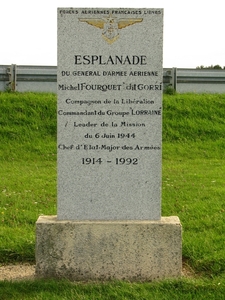 FORCES AERIENNES FRANÇAISES LIBRES
ESPLANADE
DU GENERAL D'ARMEE AERIENNE
Michel FOURQUET "dit GORRI"
Compagnon de la Libération
Commandant du Groupe "LORRAINE"
Leader de la Mission
du 6 Juin 1944
Chef d'Etat-Major des Armées
1914 - 1992